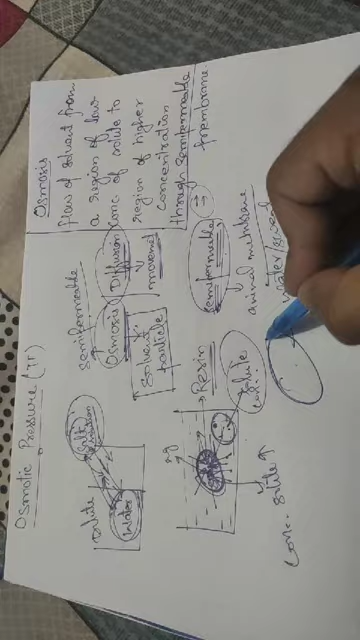 Osmotic Pressure (π)
Dilute
Water
Salt
Solution
Semipermeable
Osmosis
Diffusion
Solvent
particle
movement
Osmosis
flow of solvent from
a region of low
conc of solute to
region of higher
concentration
through semipermeable
membrane
Resin
semipermeable
animal membrane
solute
water
Conc. solute ↑